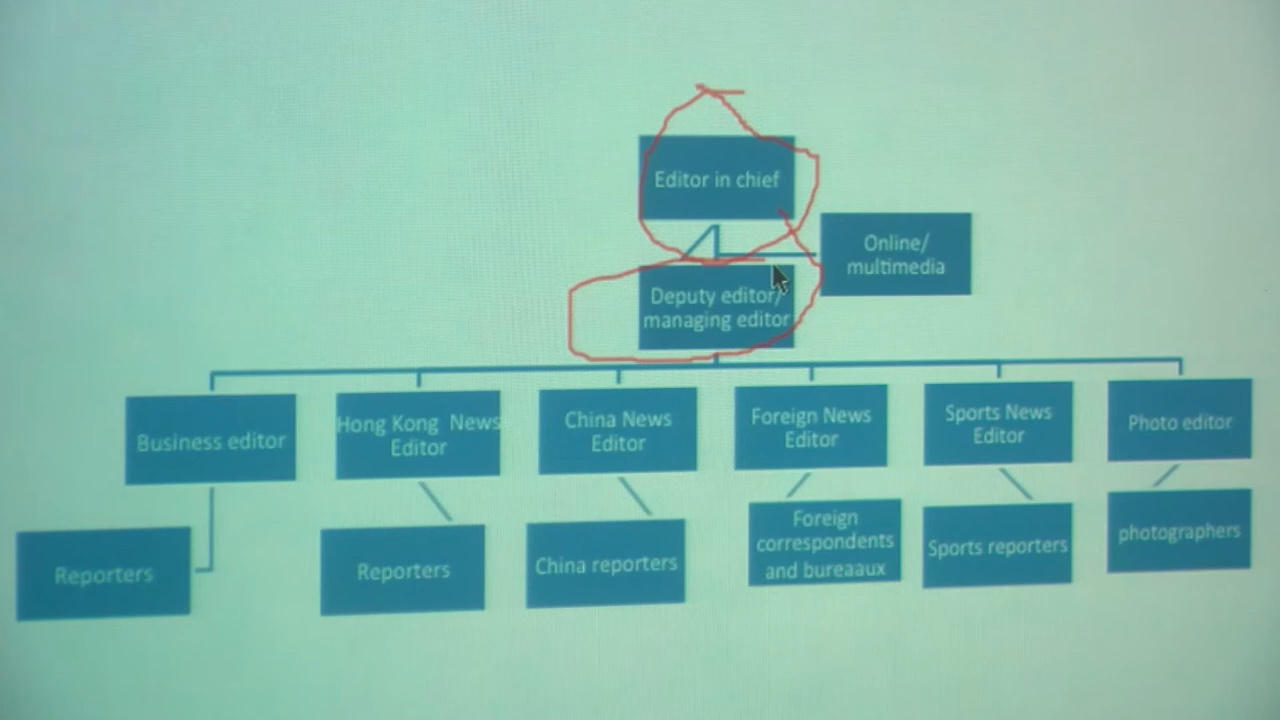 Editor in chief
Online/
multimedia
Deputy editor/
managing editor
Business editor
Hong Kong News
Editor
China News
Editor
Foreign News
Editor
Sports News
Editor
Photo editor
Reporters
Reporters
China reporters
Foreign
correspondents
and bureaaux
Sports reporters
photographers